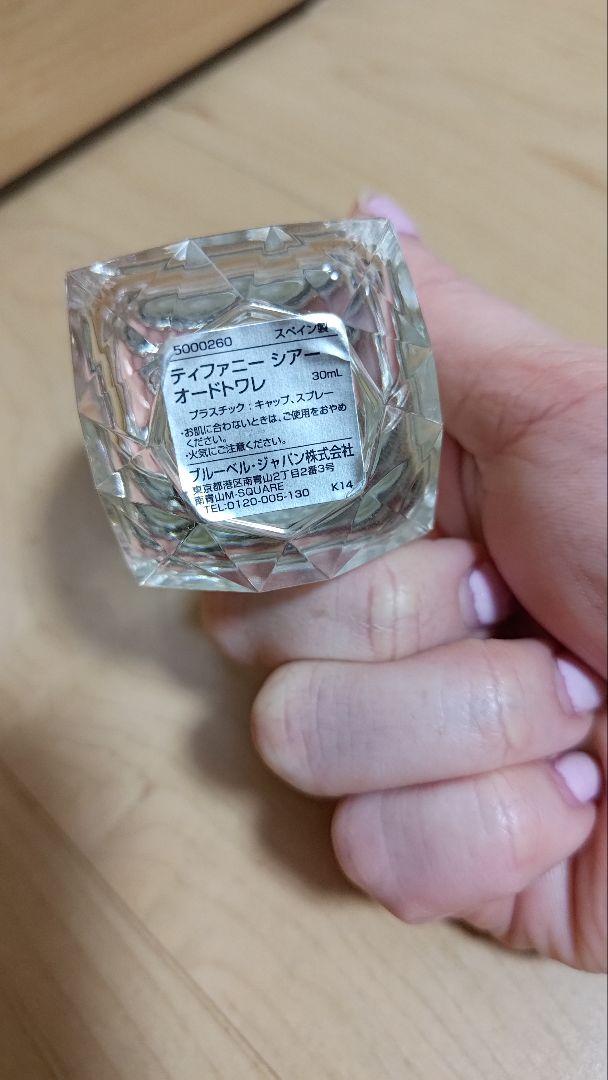 5000260 スペイン製
ティファニー シアー
オードトワレ 30mL
プラスチック：キャップ、スプレー
・お肌に合わないときは、ご使用をおやめ
ください。
・火気にご注意ください。
ブルーベル・ジャパン株式会社
東京都港区南青山2丁目2番3号
南青山M-SQUARE K14
TEL:0120-005-130